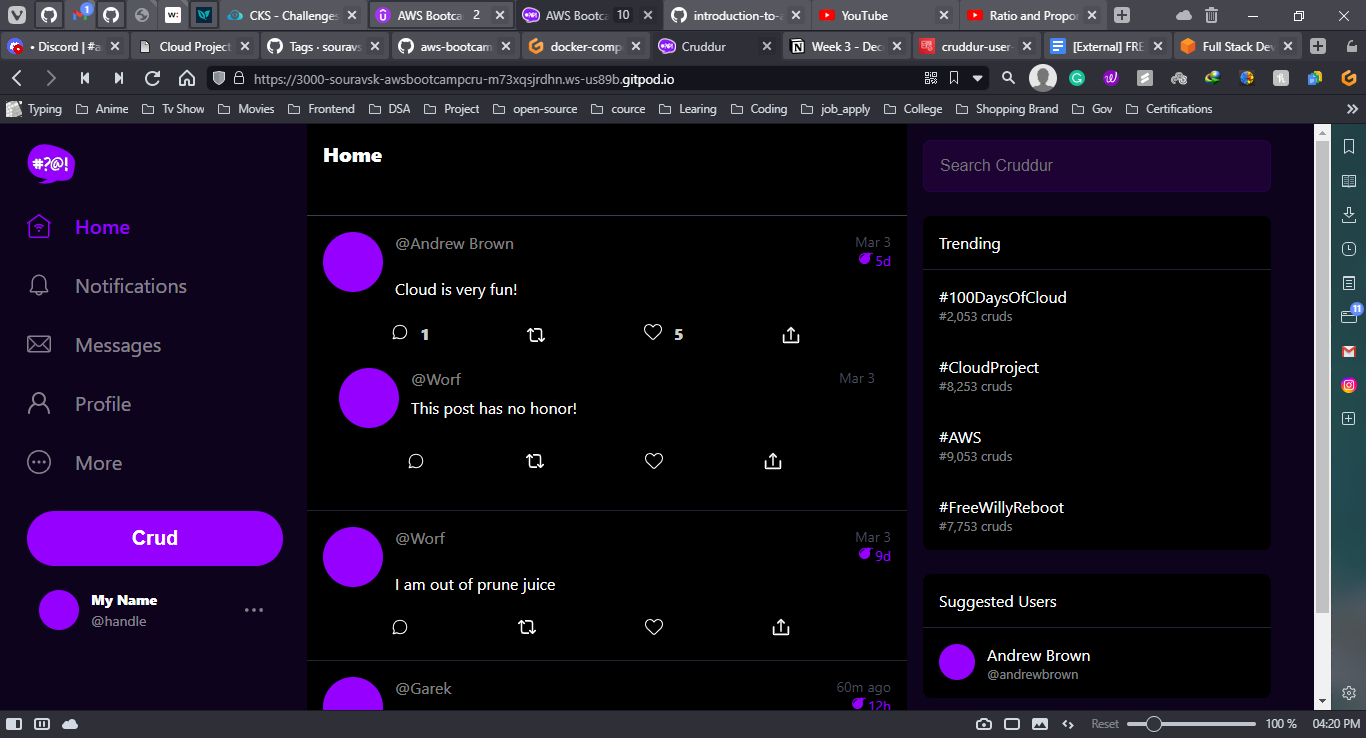 CKS - Challenges
AWS Bootca 2
AWS Bootca 10
introduction-to-a
YouTube
Ratio and Propor
1
• Discord | #a
Cloud Project
Tags · souravs
aws-bootcam
docker-comp
Cruddur
Week 3 - Dec
cruddur-user-
[External] FRE
Full Stack Dev
https://3000-souravsk-awsbootcampcru-m73xqsjrdhn.ws-us89b.gitpod.io
Typing
Anime
Tv Show
Movies
Frontend
DSA
Project
open-source
cource
Learing
Coding
job_apply
College
Shopping Brand
Gov
Certifications
#?@!
Home
Notifications
Messages
Profile
More
Crud
My Name
@handle
Home
@Andrew Brown
Mar 3
5d
Cloud is very fun!
1
5
@Worf
Mar 3
This post has no honor!
@Worf
Mar 3
9d
I am out of prune juice
@Garek
60m ago
12h
Search Cruddur
Trending
#100DaysOfCloud
#2,053 cruds
#CloudProject
#8,253 cruds
#AWS
#9,053 cruds
#FreeWillyReboot
#7,753 cruds
Suggested Users
Andrew Brown
@andrewbrown
11
Reset
100 %
04:20 PM